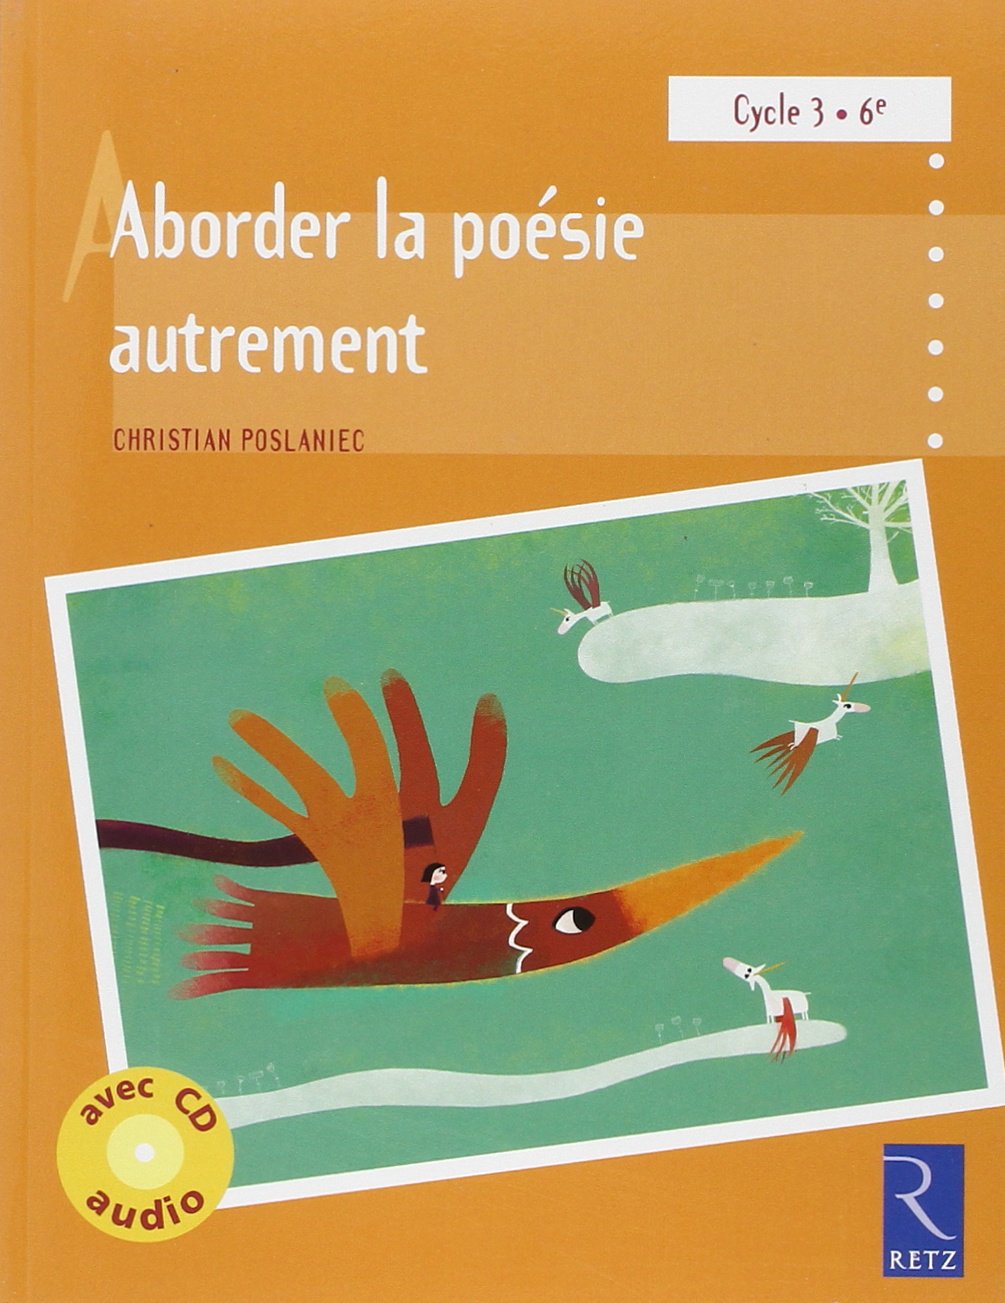 Cycle 3 • 6e
Aborder la poésie
autrement
CHRISTIAN POSLANIEC
avec CD
audio
RETZ